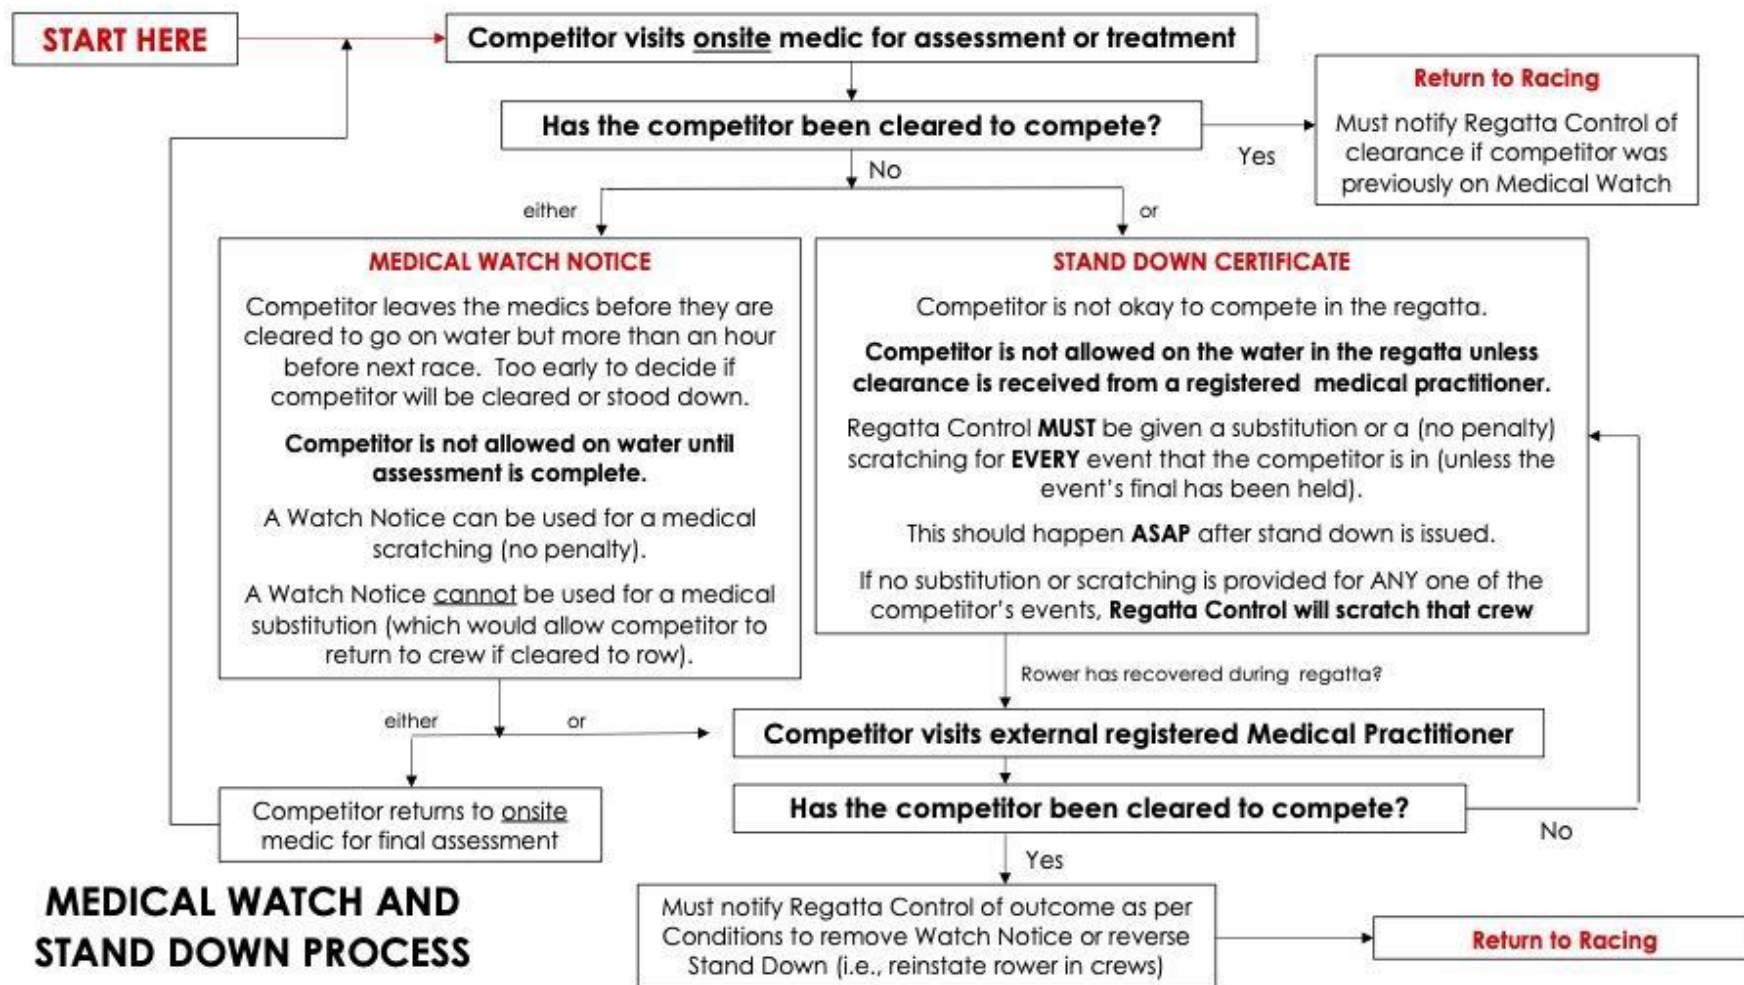 START HERE
Competitor visits onsite medic for assessment or treatment
Has the competitor been cleared to compete?
Yes
Return to Racing
Must notify Regatta Control of
clearance if competitor was
previously on Medical Watch
No
either
or
MEDICAL WATCH NOTICE
Competitor leaves the medics before they are
cleared to go on water but more than an hour
before next race. Too early to decide if
competitor will be cleared or stood down.
Competitor is not allowed on water until
assessment is complete.
A Watch Notice can be used for a medical
scratching (no penalty).
A Watch Notice cannot be used for a medical
substitution (which would allow competitor to
return to crew if cleared to row).
STAND DOWN CERTIFICATE
Competitor is not okay to compete in the regatta.
Competitor is not allowed on the water in the regatta unless
clearance is received from a registered medical practitioner.
Regatta Control MUST be given a substitution or a (no penalty)
scratching for EVERY event that the competitor is in (unless the
event's final has been held).
This should happen ASAP after stand down is issued.
If no substitution or scratching is provided for ANY one of the
competitor's events, Regatta Control will scratch that crew
Rower has recovered during regatta?
either
or
Competitor visits external registered Medical Practitioner
Competitor returns to onsite
medic for final assessment
Has the competitor been cleared to compete?
No
Yes
Must notify Regatta Control of outcome as per
Conditions to remove Watch Notice or reverse
Stand Down (i.e., reinstate rower in crews)
Return to Racing
MEDICAL WATCH AND
STAND DOWN PROCESS